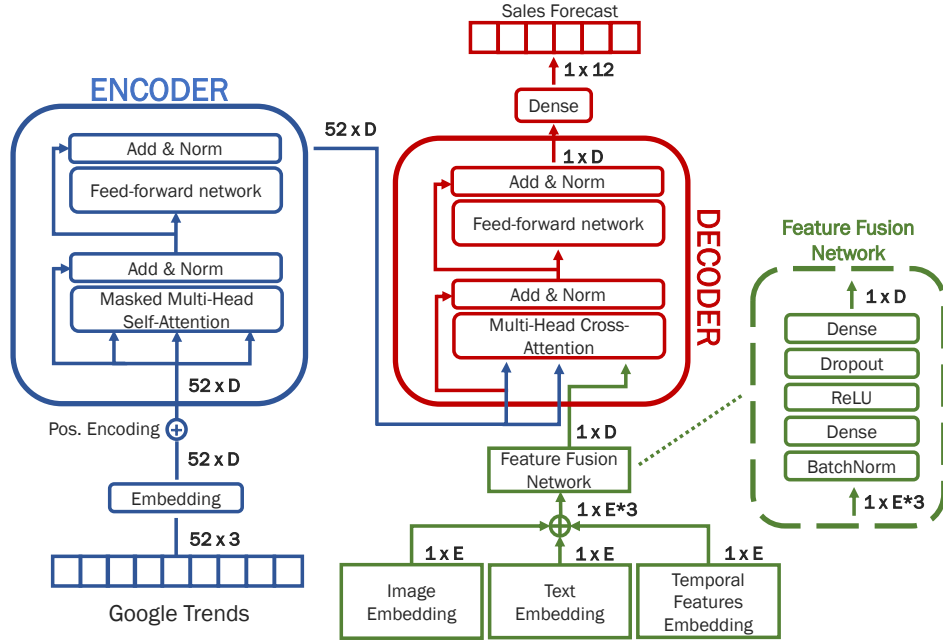 Sales Forecast
1 x 12
Dense
1 x D
ENCODER
52 x D
Add & Norm
Feed-forward network
Add & Norm
Masked Multi-Head
Self-Attention
52 x D
Pos. Encoding
52 x D
Embedding
52 x 3
Google Trends
DECODER
Add & Norm
Feed-forward network
Add & Norm
Multi-Head Cross-
Attention
1 x D
Feature Fusion
Network
1 x E*3
1 x E
1 x E
1 x E
Image
Embedding
Text
Embedding
Temporal
Features
Embedding
Feature Fusion
Network
1 x D
Dense
Dropout
ReLU
Dense
BatchNorm
1 x E*3